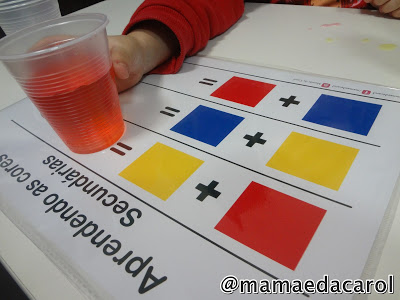 Aprendendo as cores
Secundárias
+ =
+ =
+ =
@mamaedacarol